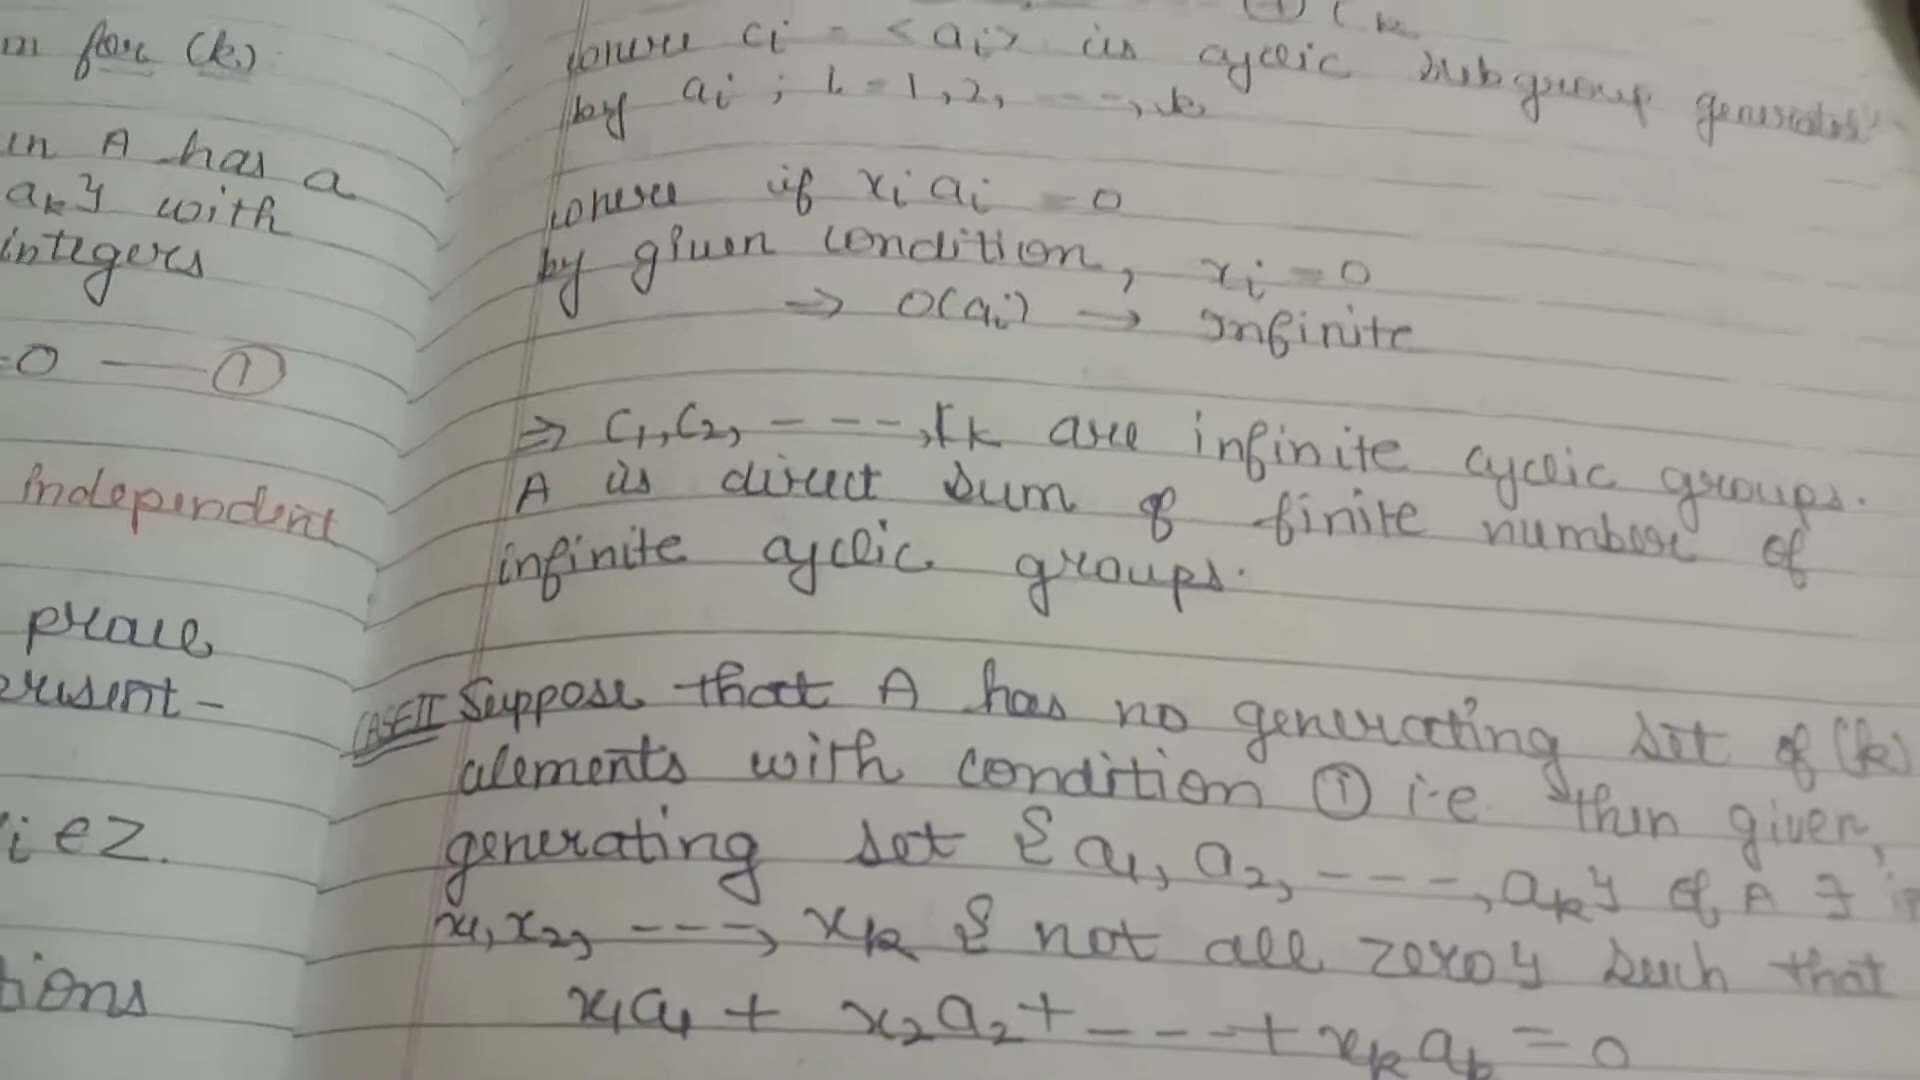 m for (k)
in A has a
ak} with
integers
=0 — ①
independent
prove
i ∈ Z.
tions
where Ci = <ai> is cyclic subgroup generated
by ai ; i = 1, 2, ----, k
where if xi ai = 0
by given condition, xi = 0
⇒ O(ai) → Infinite
⇒ C1, C2, ----, Ck are infinite cyclic groups.
A is direct sum of finite number of
infinite cyclic groups.
CASE II Suppose that A has no generating set of (k)
elements with condition ① i.e. then given,
generating set {a1, a2, ----, ak} of A ∃
x1, x2, ---, xk { not all zero} such that
x1a1 + x2a2 + ---- + xk ak = 0